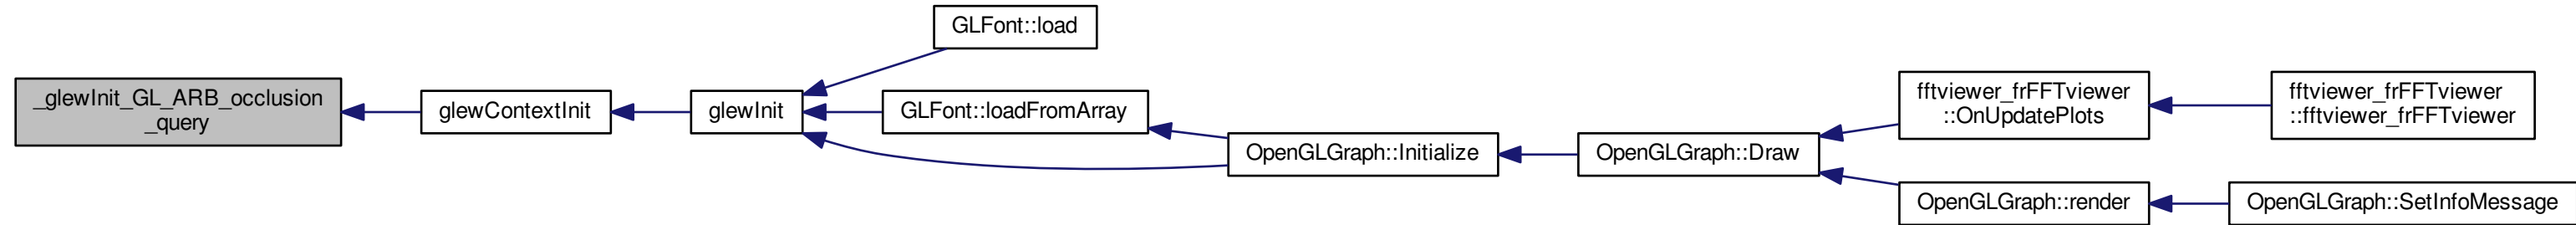 GLFont::load
_glewInit_GL_ARB_occlusion
_query
glewContextInit
glewInit
GLFont::loadFromArray
OpenGLGraph::Initialize
OpenGLGraph::Draw
fftviewer_frFFTviewer
::OnUpdatePlots
fftviewer_frFFTviewer
::fftviewer_frFFTviewer
OpenGLGraph::render
OpenGLGraph::SetInfoMessage